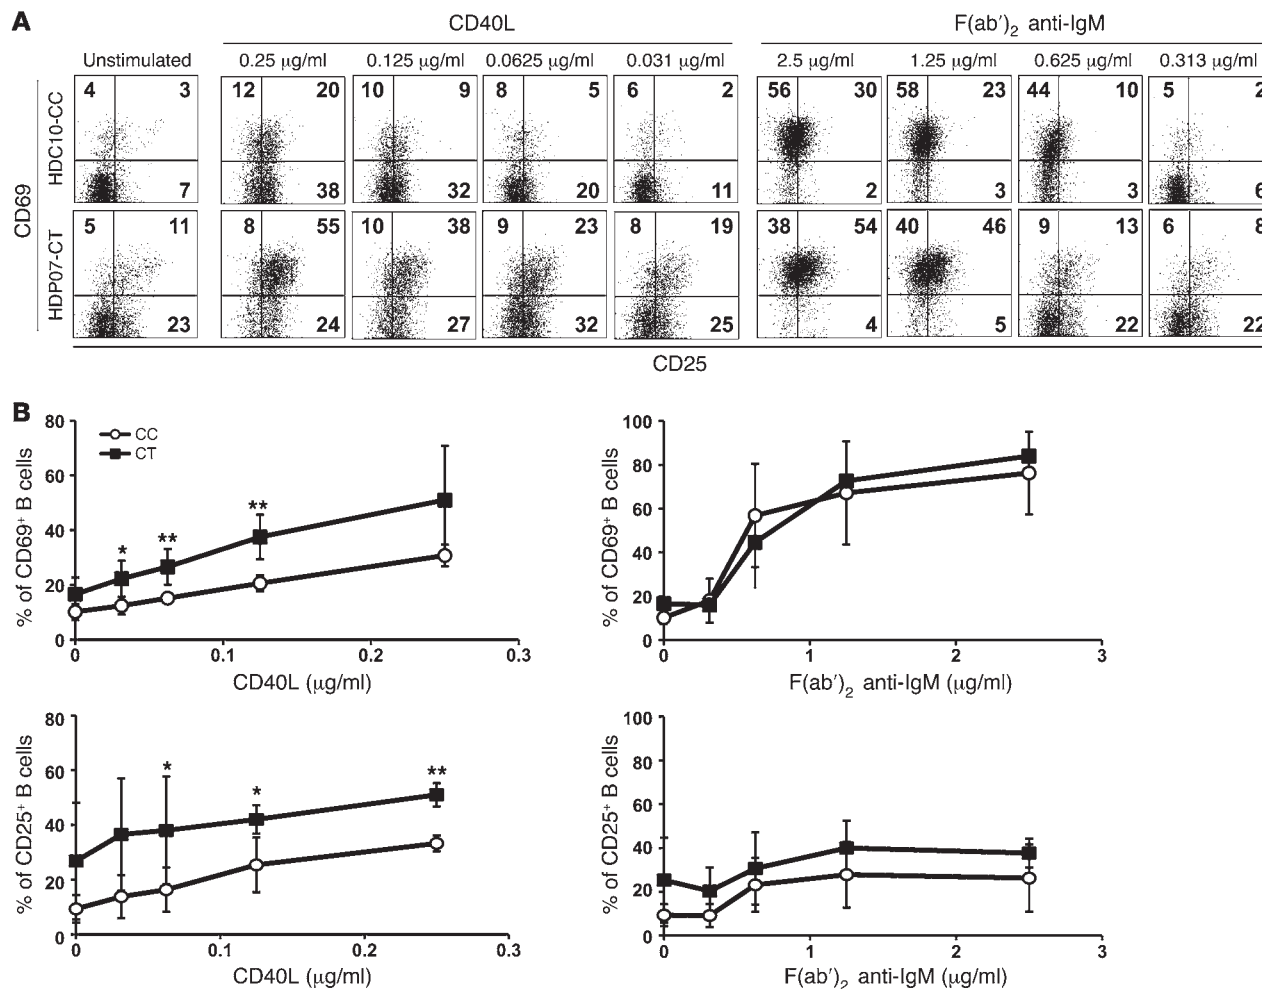 A
CD40L F(ab′)2 anti-IgM
Unstimulated 0.25 μg/ml 0.125 μg/ml 0.0625 μg/ml 0.031 μg/ml 2.5 μg/ml 1.25 μg/ml 0.625 μg/ml 0.313 μg/ml
CD69
HDC10-CC
4 3 12 20 10 9 8 5 6 2 56 30 58 23 44 10 5 2
7 38 32 20 11 2 3 3 6
HDP07-CT
5 11 8 55 10 38 9 23 8 19 38 54 40 46 9 13 6 8
23 24 27 32 25 4 5 22 22
CD25
B
% of CD69+ B cells
80
60
40
20
0
CC
CT
* ** **
0 0.1 0.2 0.3
CD40L (μg/ml)
% of CD69+ B cells
100
80
60
40
20
0
0 1 2 3
F(ab′)2 anti-IgM (μg/ml)
% of CD25+ B cells
80
60
40
20
0
* * **
0 0.1 0.2 0.3
CD40L (μg/ml)
% of CD25+ B cells
100
80
60
40
20
0
0 1 2 3
F(ab′)2 anti-IgM (μg/ml)